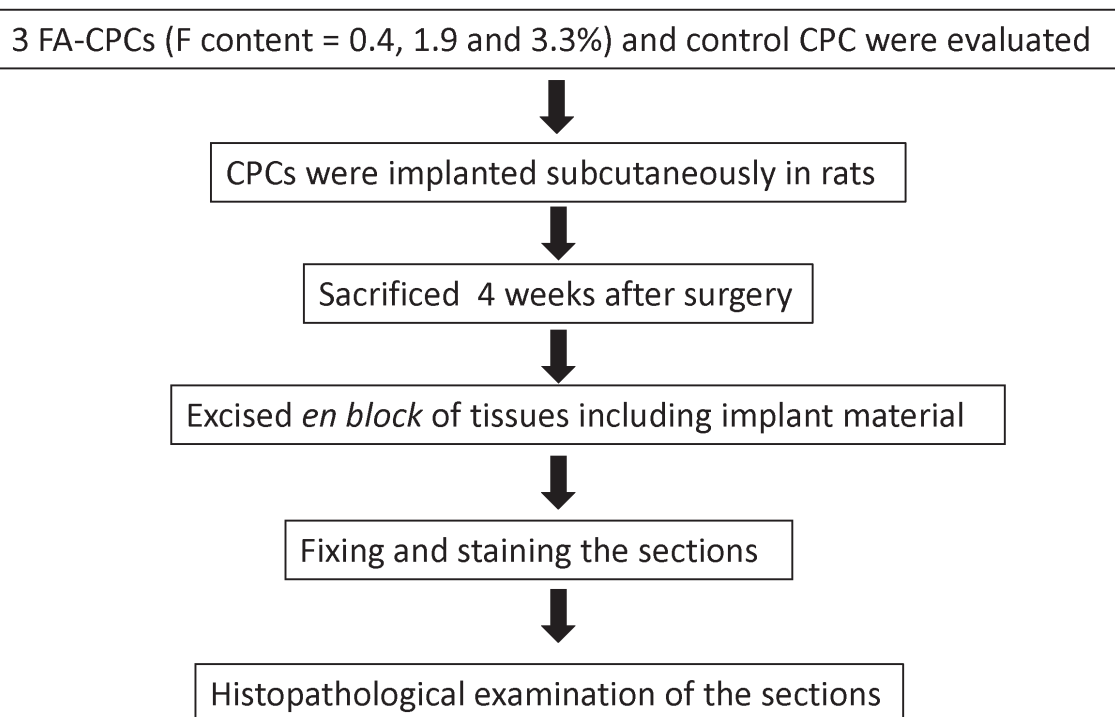 3 FA-CPCs (F content = 0.4, 1.9 and 3.3%) and control CPC were evaluated
CPCs were implanted subcutaneously in rats
Sacrificed 4 weeks after surgery
Excised en block of tissues including implant material
Fixing and staining the sections
Histopathological examination of the sections